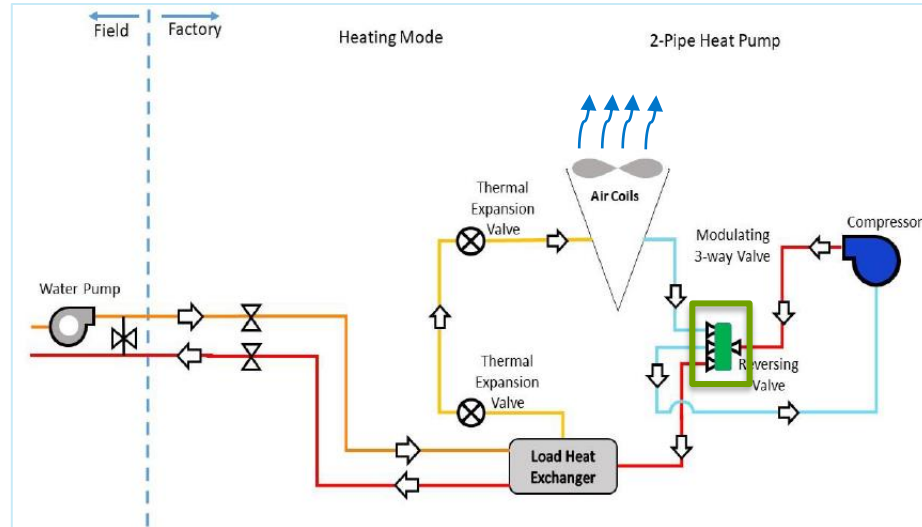 Field
Factory
Heating Mode
2-Pipe Heat Pump
Thermal
Expansion
Valve
Air Coils
Modulating
3-way Valve
Compressor
Water Pump
Reversing
Valve
Thermal
Expansion
Valve
Load Heat
Exchanger